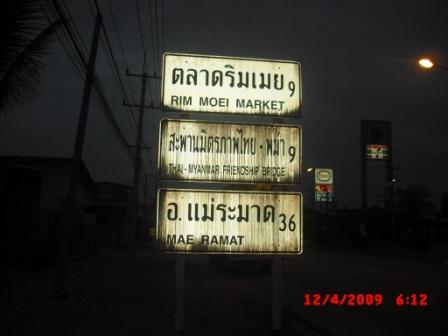 ตลาดริมเมย 9
RIM MOEI MARKET
สะพานมิตรภาพไทย - พม่า 9
THAI - MYANMAR FRIENDSHIP BRIDGE
อ. แม่ระมาด 36
MAE RAMAT
Esso
7
12/4/2009 6:12